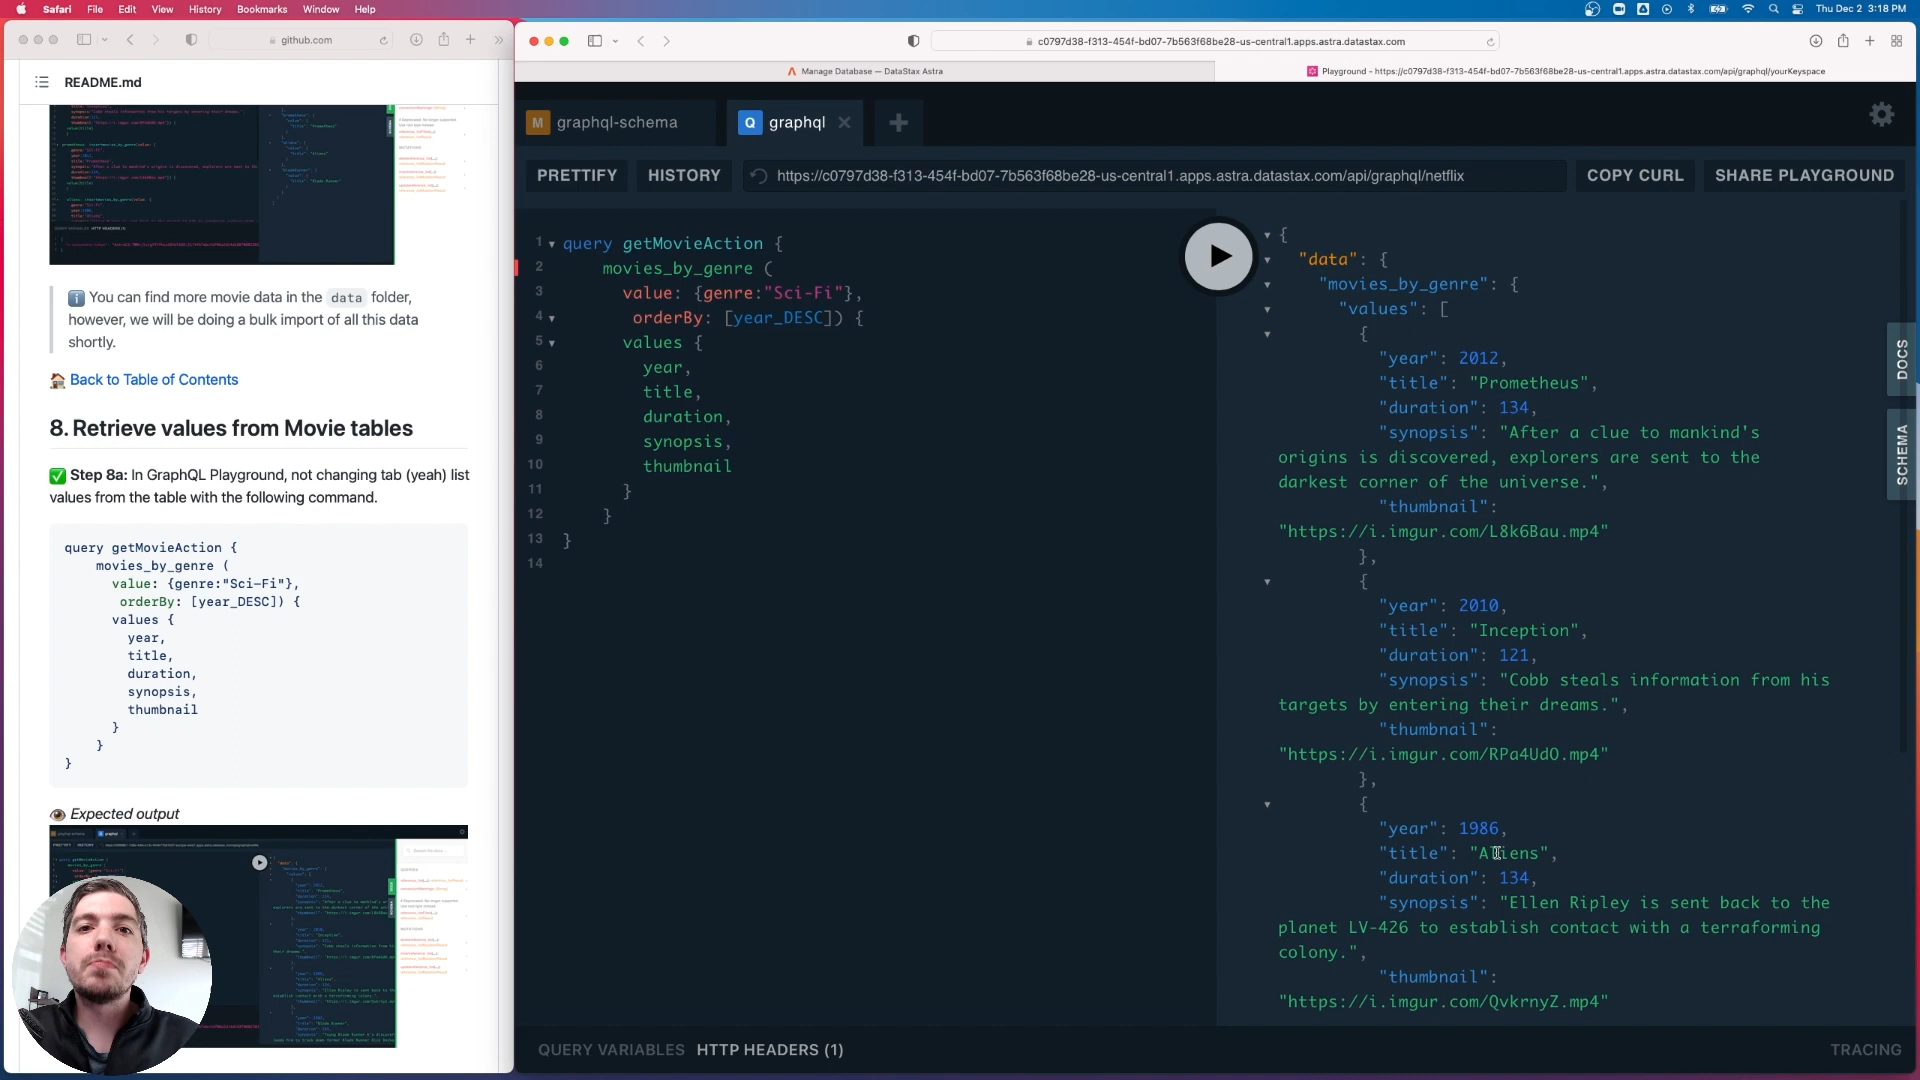 Safari File Edit View History Bookmarks Window Help
Thu Dec 2 3:18 PM
github.com
README.md
You can find more movie data in the data folder,
however, we will be doing a bulk import of all this data
shortly.
Back to Table of Contents
8. Retrieve values from Movie tables
Step 8a: In GraphQL Playground, not changing tab (yeah) list
values from the table with the following command.
query getMovieAction {
movies_by_genre (
value: {genre:"Sci-Fi"},
orderBy: [year_DESC]) {
values {
year,
title,
duration,
synopsis,
thumbnail
}
}
}
Expected output
c0797d38-f313-454f-bd07-7b563f68be28-us-central1.apps.astra.datastax.com
Manage Database — DataStax Astra
Playground - https://c0797d38-f313-454f-bd07-7b563f68be28-us-central1.apps.astra.datastax.com/api/graphql/yourKeyspace
M graphql-schema
Q graphql
PRETTIFY HISTORY https://c0797d38-f313-454f-bd07-7b563f68be28-us-central1.apps.astra.datastax.com/api/graphql/netflix COPY CURL SHARE PLAYGROUND
1 query getMovieAction {
2 movies_by_genre (
3 value: {genre:"Sci-Fi"},
4 orderBy: [year_DESC]) {
5 values {
6 year,
7 title,
8 duration,
9 synopsis,
10 thumbnail
11 }
12 }
13 }
14
{
"data": {
"movies_by_genre": {
"values": [
{
"year": 2012,
"title": "Prometheus",
"duration": 134,
"synopsis": "After a clue to mankind's
origins is discovered, explorers are sent to the
darkest corner of the universe.",
"thumbnail":
"https://i.imgur.com/L8k6Bau.mp4"
},
{
"year": 2010,
"title": "Inception",
"duration": 121,
"synopsis": "Cobb steals information from his
targets by entering their dreams.",
"thumbnail":
"https://i.imgur.com/RPa4UdO.mp4"
},
{
"year": 1986,
"title": "Aliens",
"duration": 134,
"synopsis": "Ellen Ripley is sent back to the
planet LV-426 to establish contact with a terraforming
colony.",
"thumbnail":
"https://i.imgur.com/QvkrnyZ.mp4"
DOCS
SCHEMA
QUERY VARIABLES HTTP HEADERS (1)
TRACING